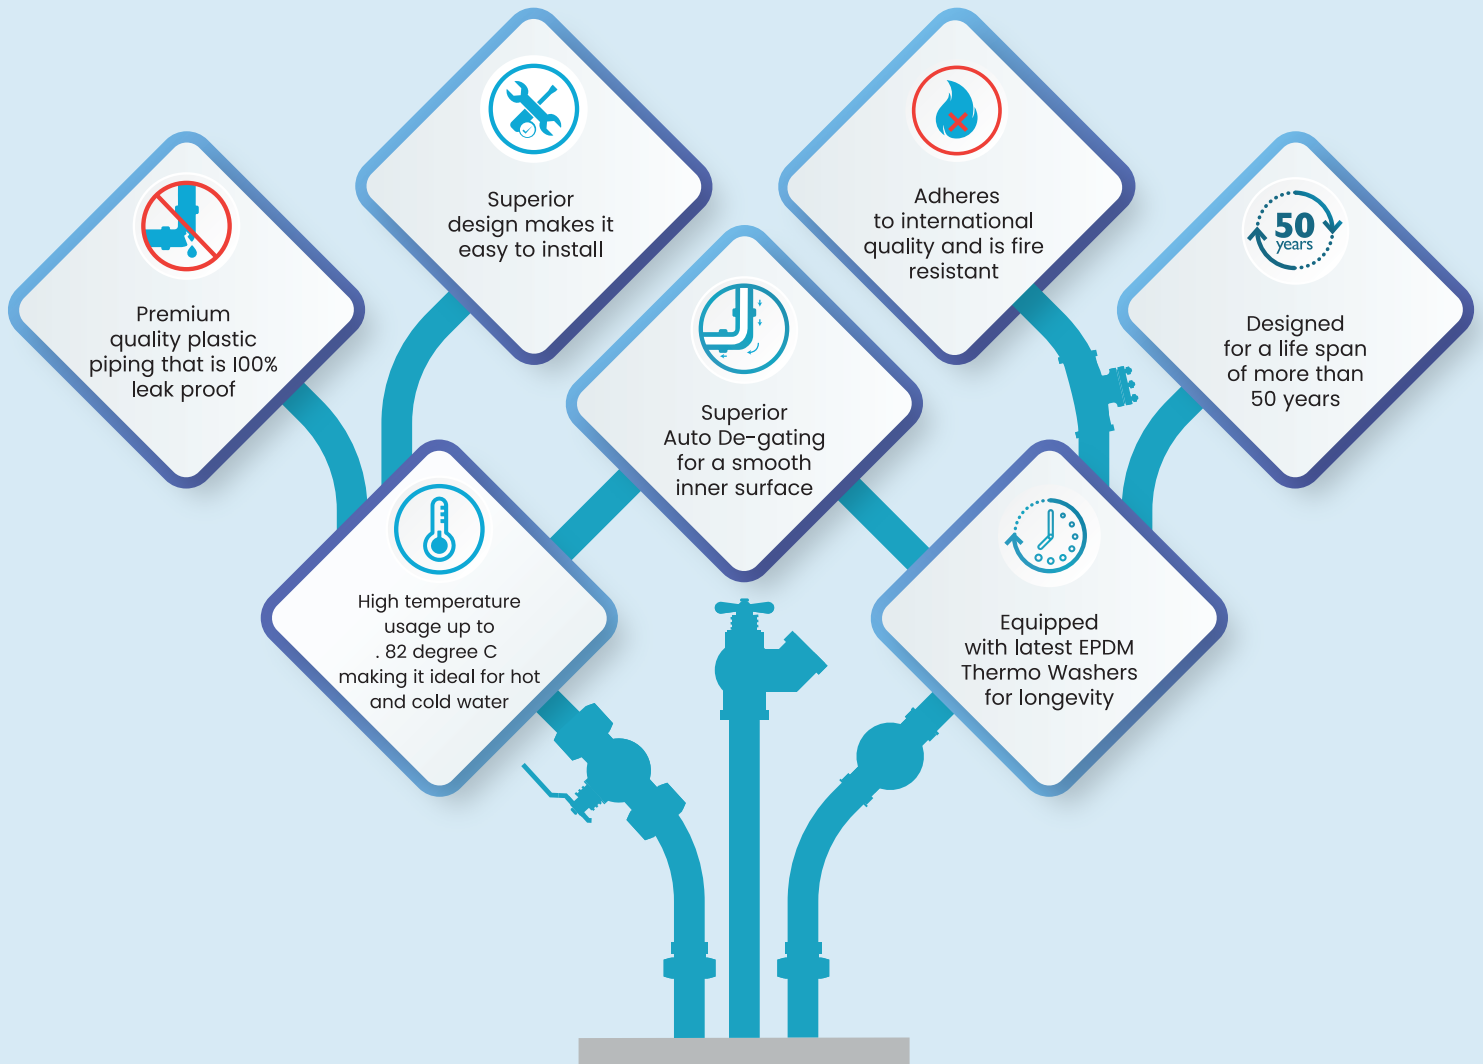 Premium
quality plastic
piping that is 100%
leak proof
Superior
design makes it
easy to install
Superior
Auto De-gating
for a smooth
inner surface
Adheres
to international
quality and is fire
resistant
50
years
Designed
for a life span
of more than
50 years
High temperature
usage up to
. 82 degree C
making it ideal for hot
and cold water
Equipped
with latest EPDM
Thermo Washers
for longevity